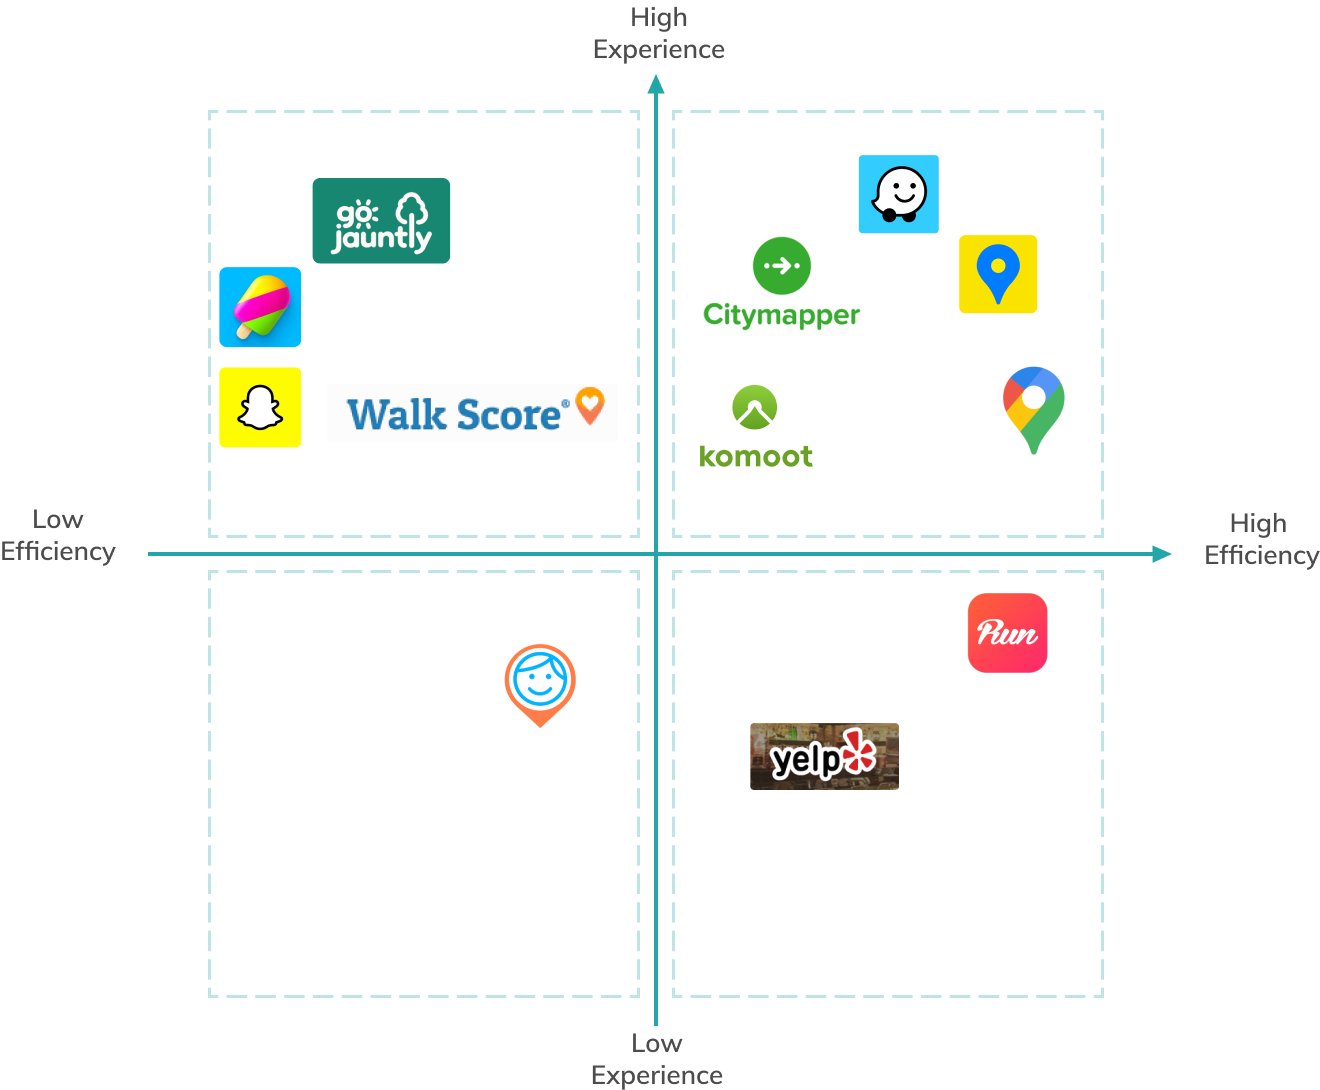 High
Experience
go
jauntly
Citymapper
Walk Score®
komoot
Low
Efficiency
High
Efficiency
Run
yelp
Low
Experience